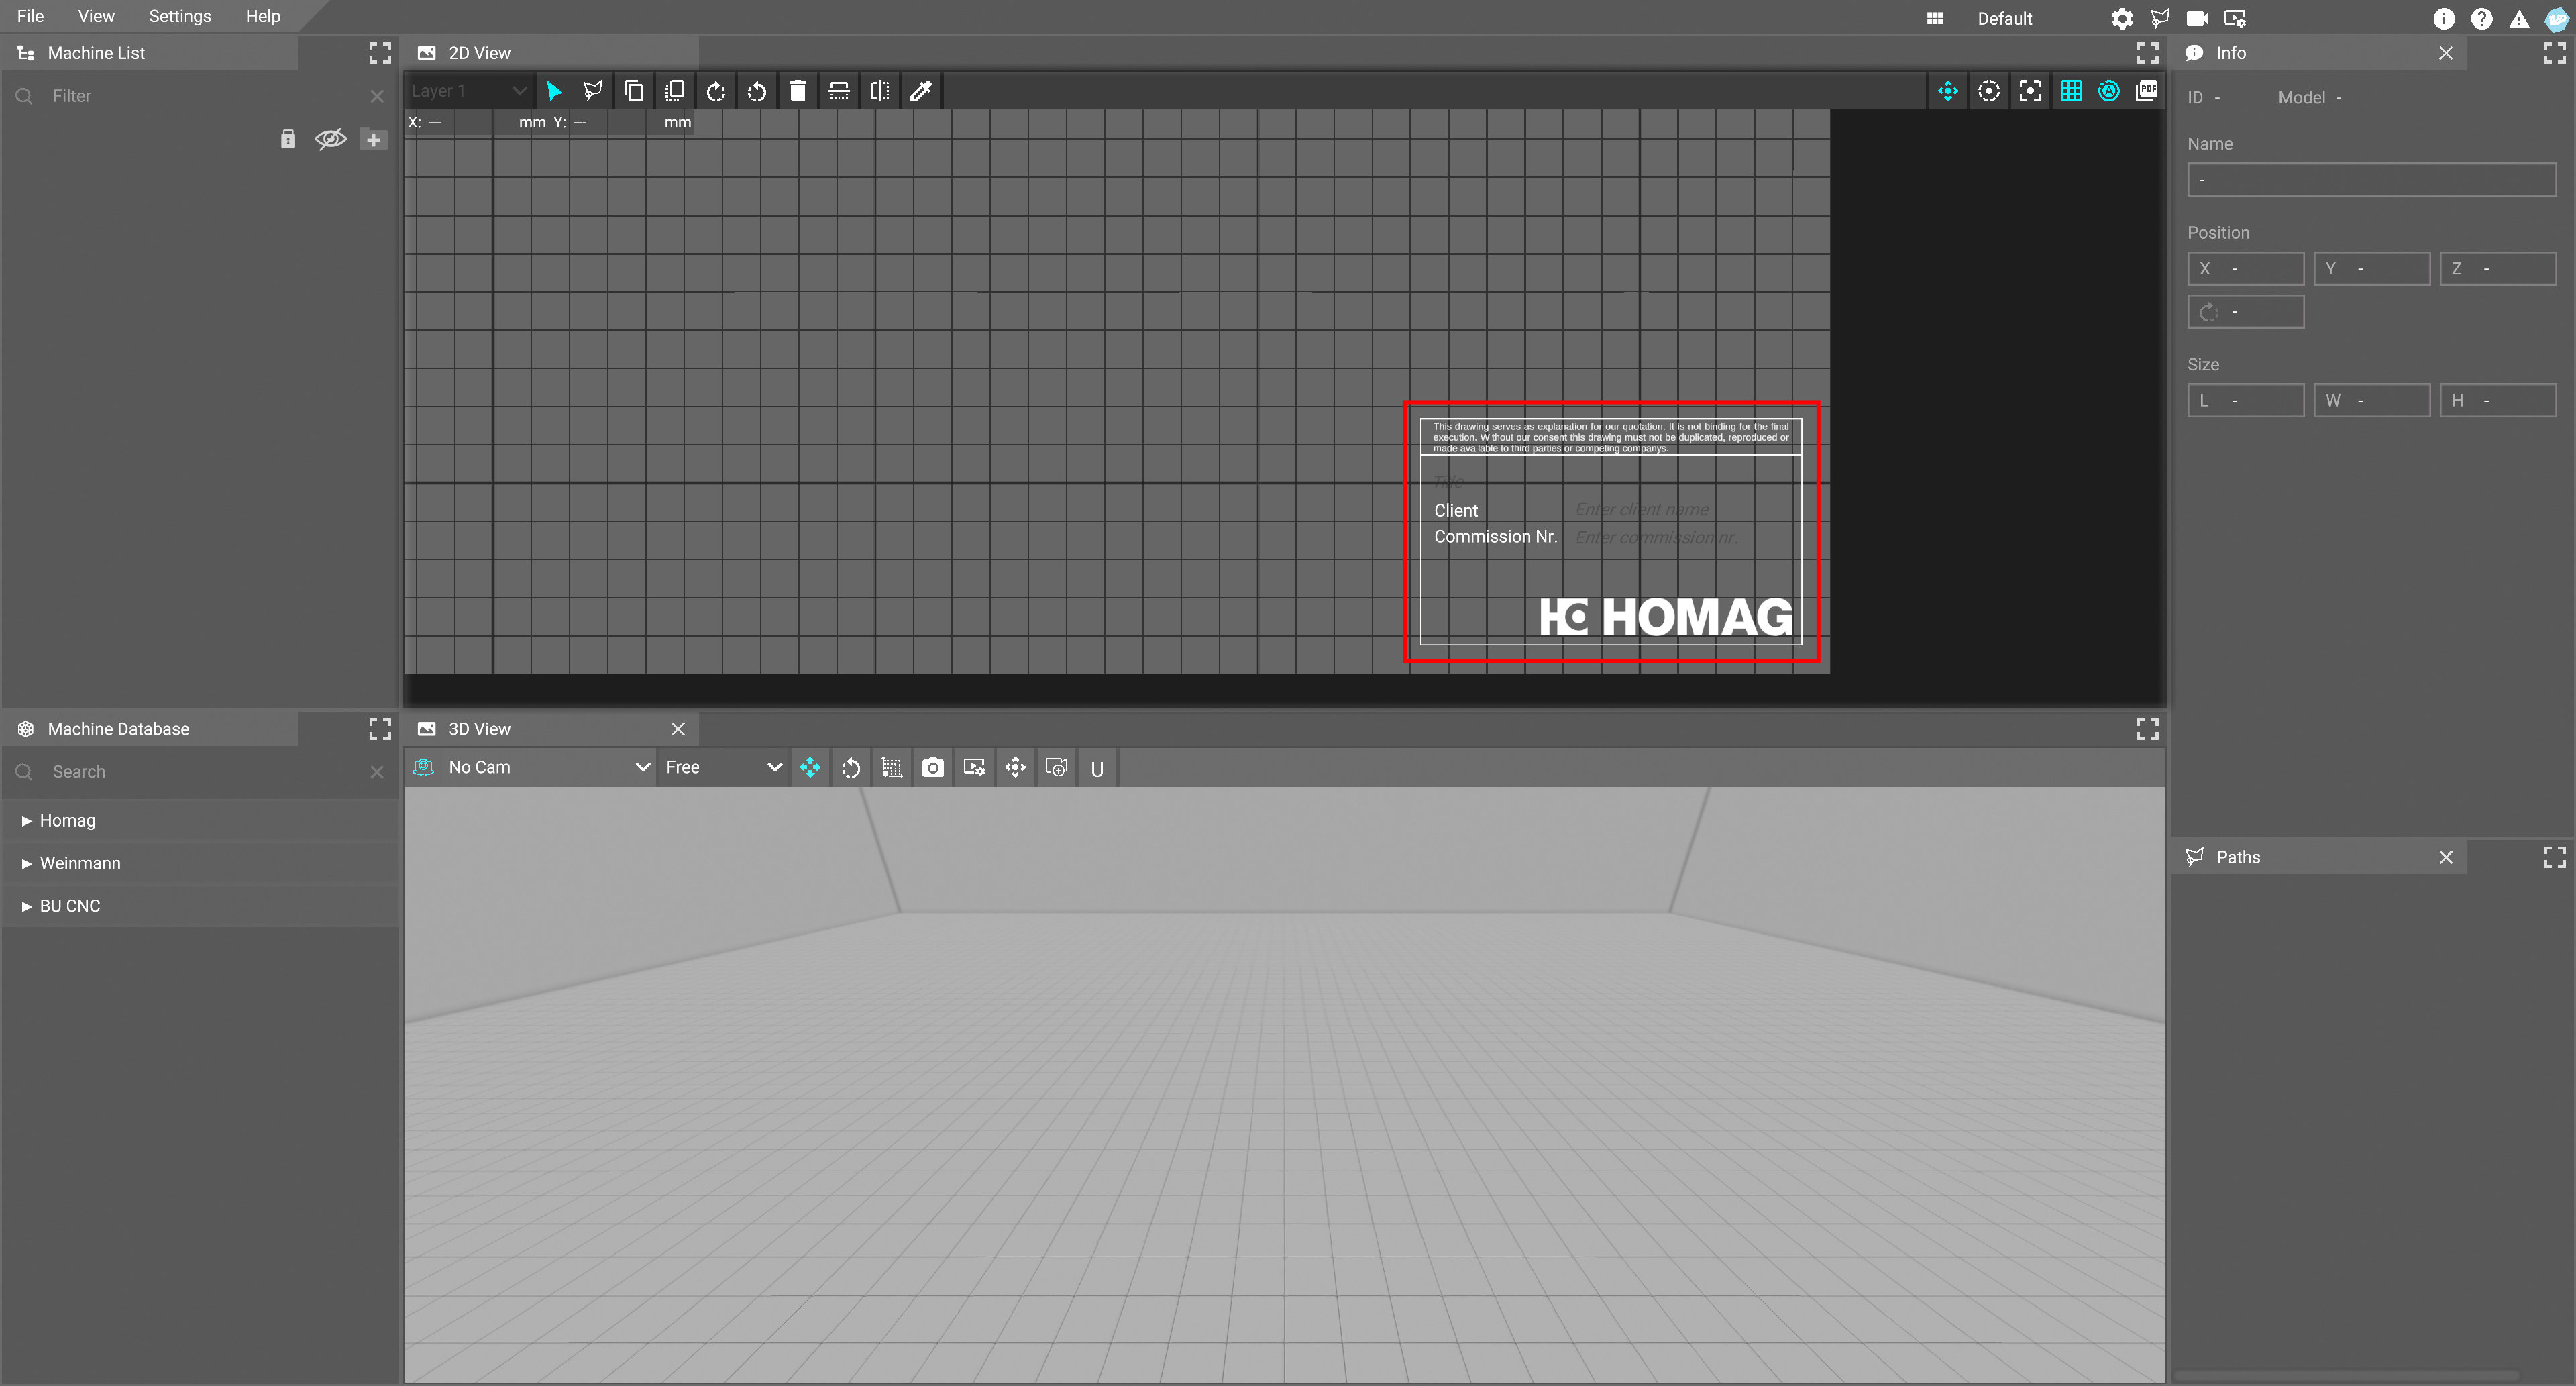 File View Settings Help
Default
Machine List
2D View
Info
Filter
Layer 1
PDF
X: --- mm Y: --- mm
ID - Model -
Name
-
Position
X - Y - Z -
-
Size
L - W - H -
This drawing serves as explanation for our quotation. It is not binding for the final
execution. Without our consent this drawing must not be duplicated, reproduced or
made available to third parties or competing companys.
Title
Client Enter client name
Commission Nr. Enter commission nr.
HOMAG
Machine Database
3D View
Search
No Cam
Free
U
Homag
Weinmann
BU CNC
Paths